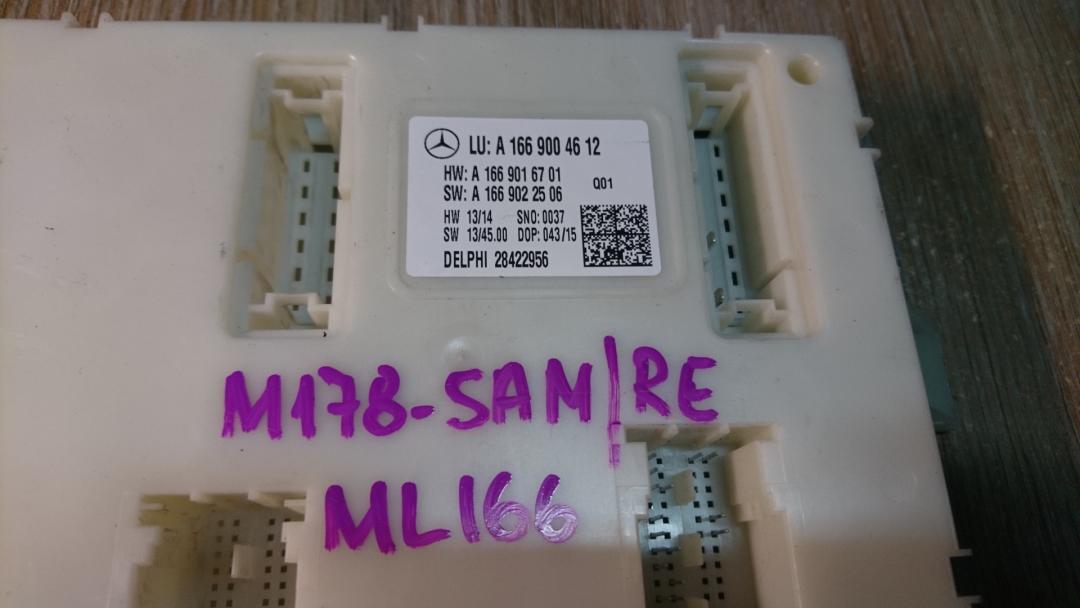 LU: A 166 900 46 12
HW: A 166 901 67 01
SW: A 166 902 25 06
Q01
HW 13/14 SNO: 0037
SW 13/45.00 DOP: 043/15
DELPHI 28422956
M178-SAM/RE
ML166